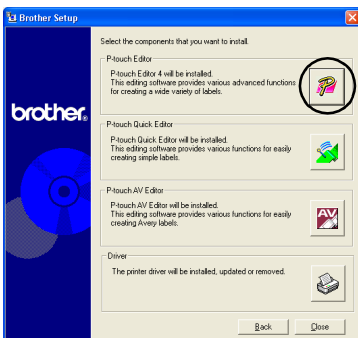 Brother Setup
Select the components that you want to install.
P-touch Editor
P-touch Editor 4 will be installed.
This editing software provides various advanced functions
for creating a wide variety of labels.
P
brother.
P-touch Quick Editor
P-touch Quick Editor will be installed.
This editing software provides various functions for easily
creating simple labels.
P-touch AV Editor
P-touch AV Editor will be installed.
This editing software provides various functions for easily
creating Avery labels.
AV
Driver
The printer driver will be installed, updated or removed.
Back
Close